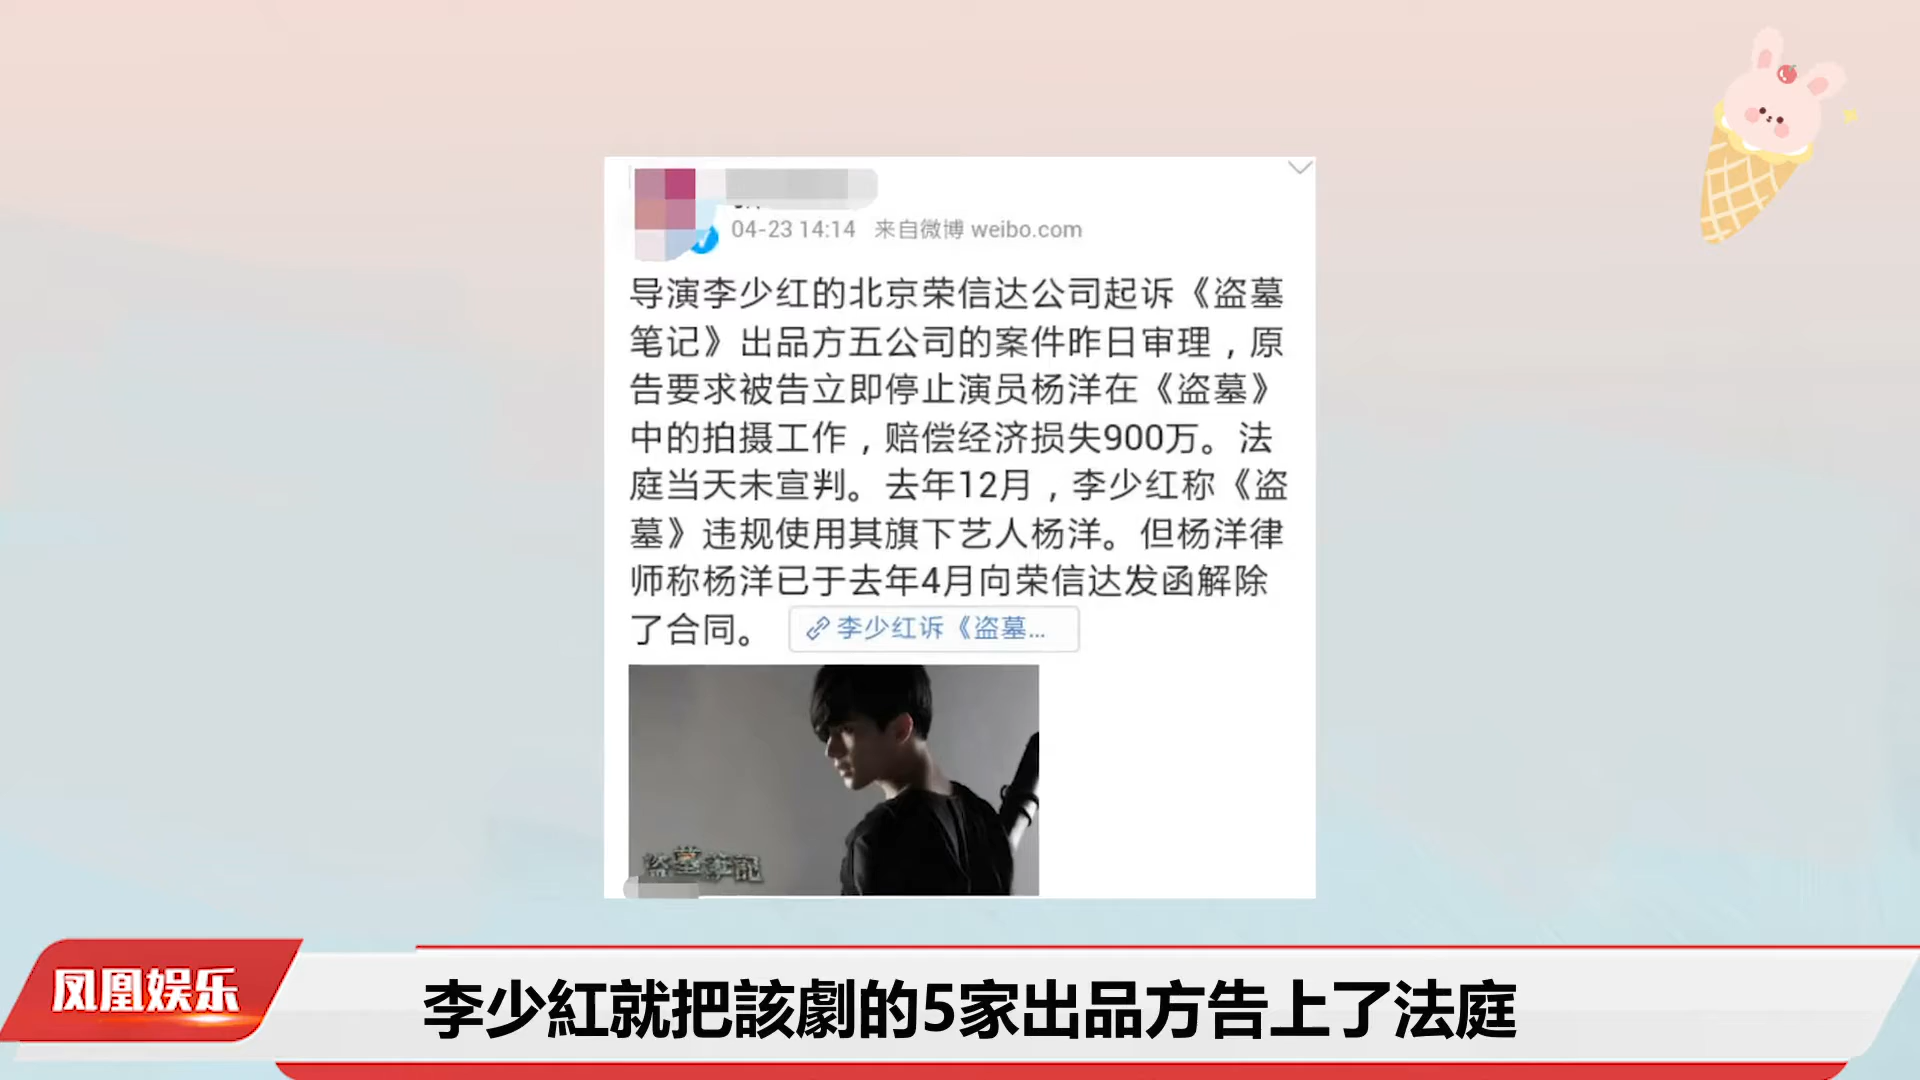 04-23 14:14 来自微博 weibo.com
导演李少红的北京荣信达公司起诉《盗墓
笔记》出品方五公司的案件昨日审理，原
告要求被告立即停止演员杨洋在《盗墓》
中的拍摄工作，赔偿经济损失900万。法
庭当天未宣判。去年12月，李少红称《盗
墓》违规使用其旗下艺人杨洋。但杨洋律
师称杨洋已于去年4月向荣信达发函解除
了合同。 李少红诉《盗墓...
盗墓笔记
凤凰娱乐
李少紅就把該劇的5家出品方告上了法庭